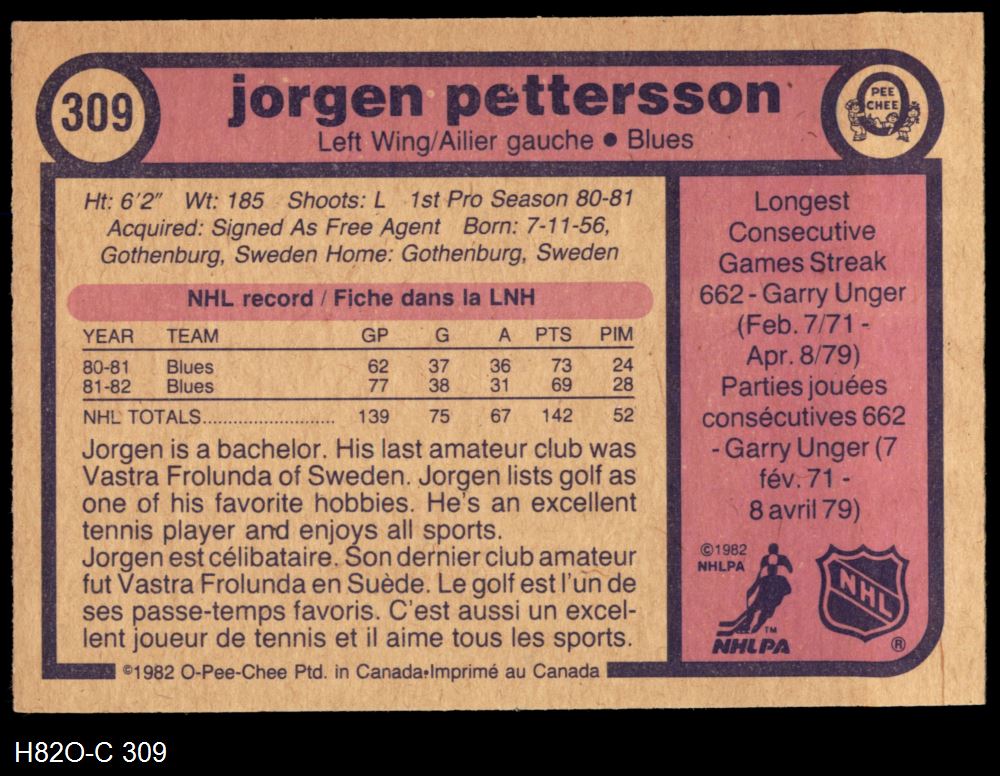 309
jorgen pettersson
Left Wing/Ailier gauche ● Blues
PEE
CHEE
Ht: 6'2" Wt: 185 Shoots: L 1st Pro Season 80-81
Acquired: Signed As Free Agent Born: 7-11-56,
Gothenburg, Sweden Home: Gothenburg, Sweden
NHL record / Fiche dans la LNH
YEAR TEAM GP G A PTS PIM
80-81 Blues 62 37 36 73 24
81-82 Blues 77 38 31 69 28
NHL TOTALS........................... 139 75 67 142 52
Jorgen is a bachelor. His last amateur club was
Vastra Frolunda of Sweden. Jorgen lists golf as
one of his favorite hobbies. He's an excellent
tennis player and enjoys all sports.
Jorgen est célibataire. Son dernier club amateur
fut Vastra Frolunda en Suède. Le golf est l'un de
ses passe-temps favoris. C'est aussi un excel-
lent joueur de tennis et il aime tous les sports.
Longest
Consecutive
Games Streak
662 - Garry Unger
(Feb. 7/71 -
Apr. 8/79)
Parties jouées
consécutives 662
- Garry Unger (7
fév. 71 -
8 avril 79)
©1982
NHLPA
TM
NHLPA
NHL
®
©1982 O-Pee-Chee Ptd. in Canada•Imprimé au Canada
H82O-C 309